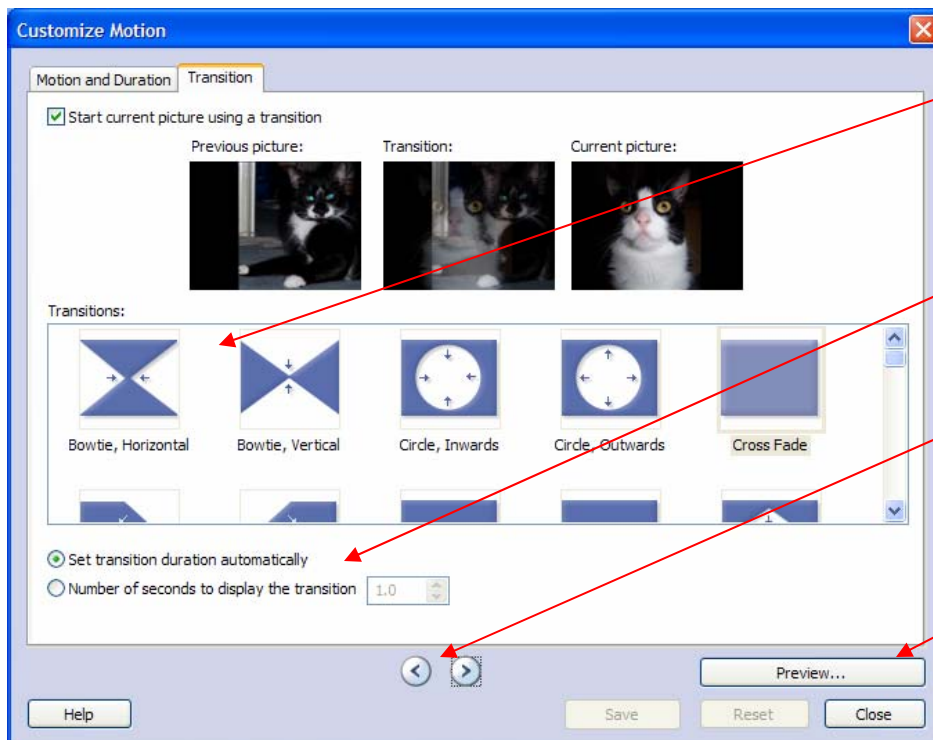 Customize Motion
Motion and Duration Transition
Start current picture using a transition
Previous picture: Transition: Current picture:
Transitions:
Bowtie, Horizontal Bowtie, Vertical Circle, Inwards Circle, Outwards Cross Fade
Set transition duration automatically
Number of seconds to display the transition 1.0
Preview...
Help Save Reset Close